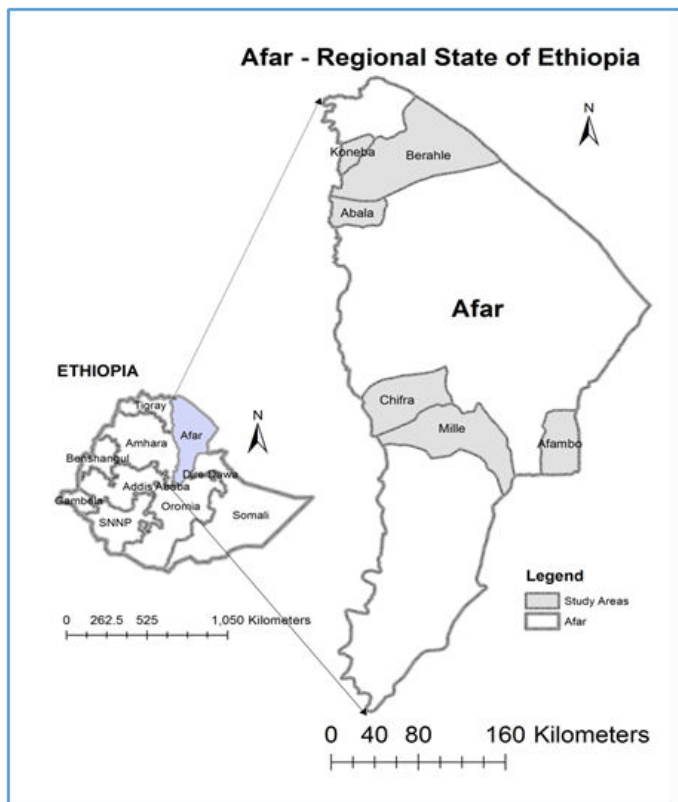 Afar - Regional State of Ethiopia
N
Koneba
Berahle
Abala
Afar
ETHIOPIA
Chifra
Mille
Afambo
Tigray
N
Amhara
Afar
Benshangul
Dire Dawa
Addis Ababa
Gambela
Oromia
Somali
SNNP
Legend
Study Areas
Afar
0 262.5 525 1,050 Kilometers
0 40 80 160 Kilometers